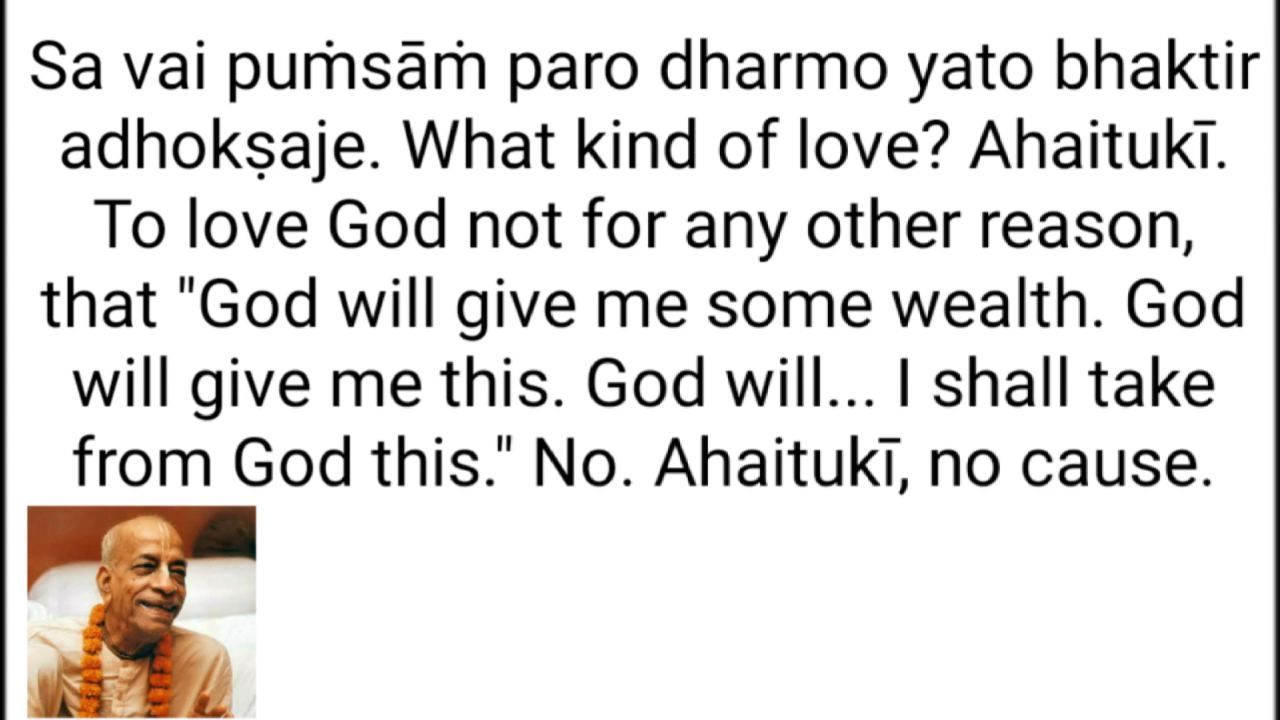 Sa vai puṁsāṁ paro dharmo yato bhaktir
adhokṣaje. What kind of love? Ahaitukī.
To love God not for any other reason,
that "God will give me some wealth. God
will give me this. God will... I shall take
from God this." No. Ahaitukī, no cause.